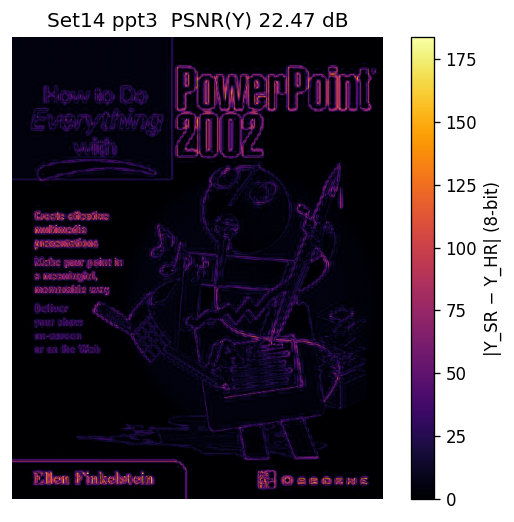 Set14 ppt3 PSNR(Y) 22.47 dB
How to Do
Everything
with
PowerPoint
2002
Create effective
multimedia
presentations
Make your point in
a meaningful,
memorable way
Deliver
your show
on-screen
or on the Web
Ellen Finkelstein
OSBORNE
175
150
125
100
75
50
25
0
|Y_SR − Y_HR| (8-bit)